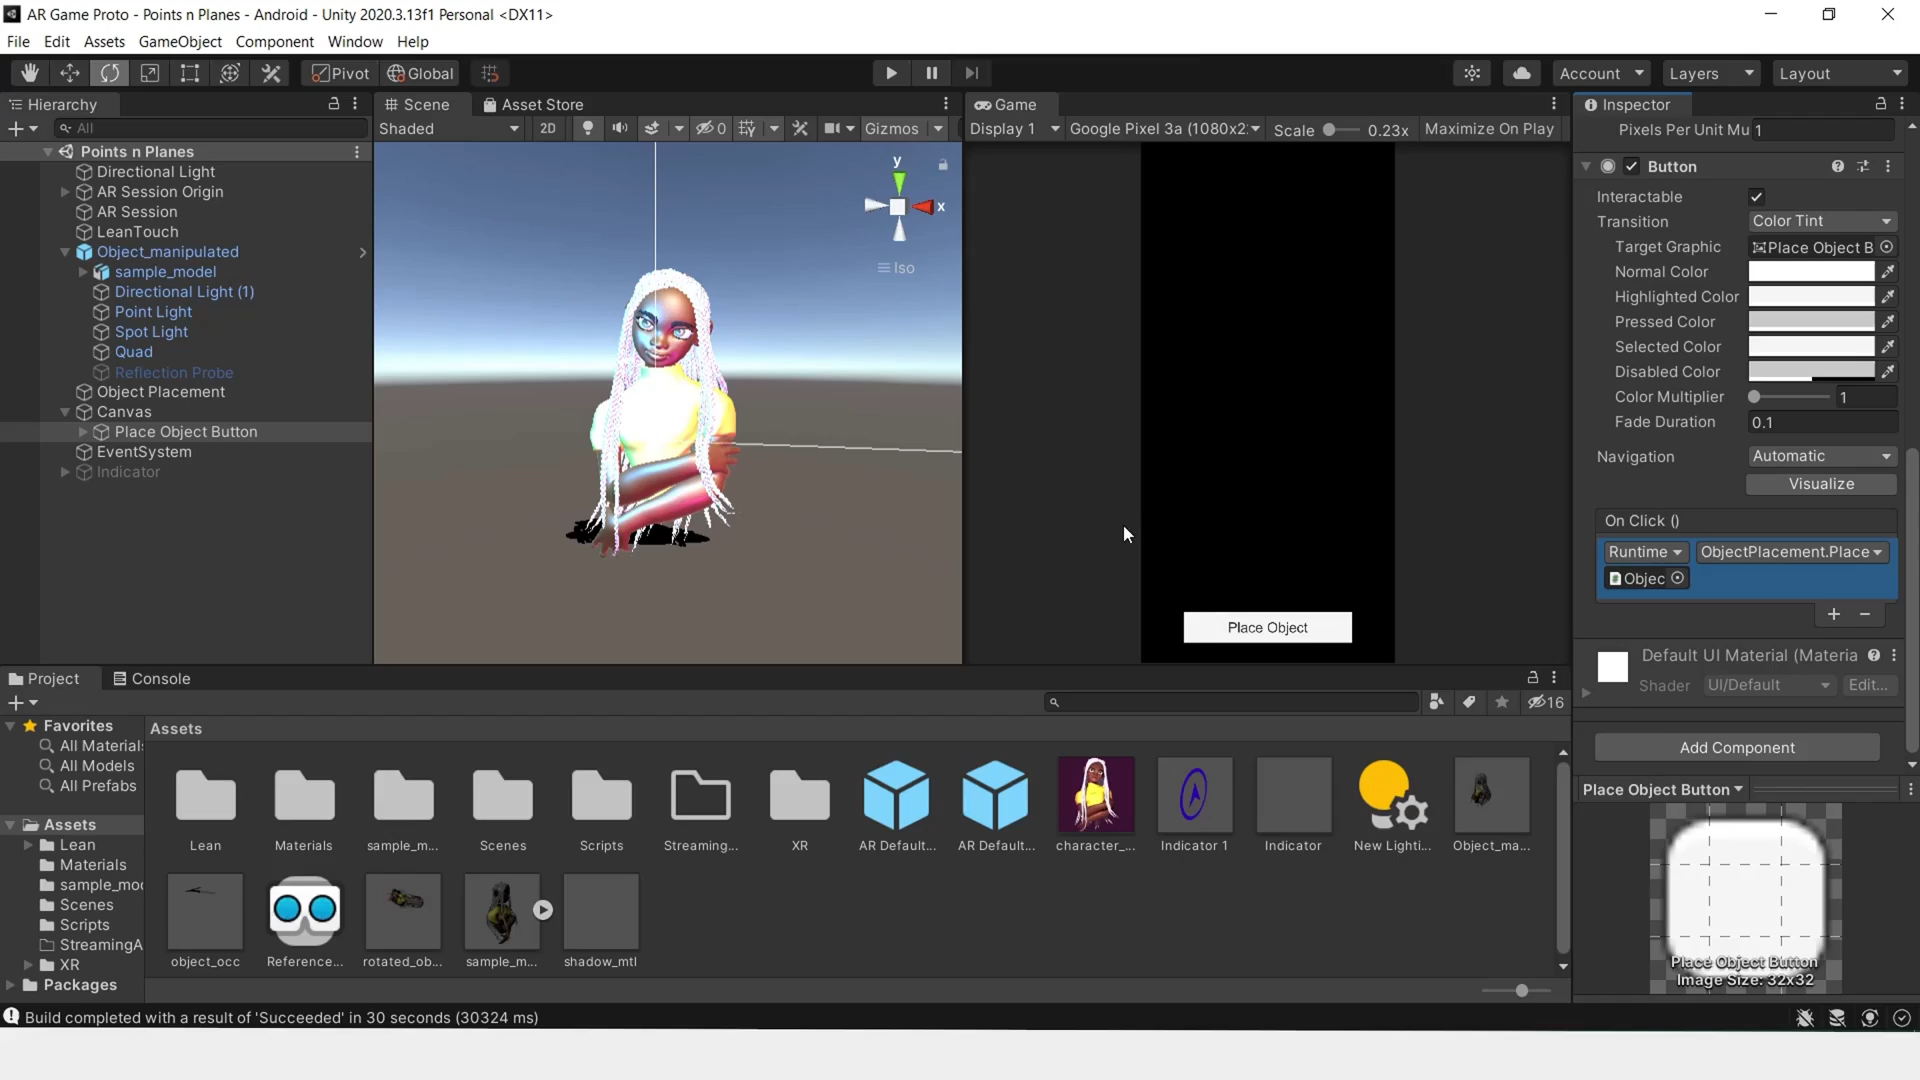 AR Game Proto - Points n Planes - Android - Unity 2020.3.13f1 Personal <DX11>
File Edit Assets GameObject Component Window Help
Pivot Global Account Layers Layout
Hierarchy
All
Points n Planes
Directional Light
AR Session Origin
AR Session
LeanTouch
Object_manipulated
sample_model
Directional Light (1)
Point Light
Spot Light
Quad
Reflection Probe
Object Placement
Canvas
Place Object Button
EventSystem
Indicator
Scene Asset Store
Shaded 2D 0 Gizmos
y
x
Iso
Game
Display 1 Google Pixel 3a (1080x2: Scale 0.23x Maximize On Play
Place Object
Inspector
Pixels Per Unit Mu 1
Button
Interactable
Transition Color Tint
Target Graphic Place Object B
Normal Color
Highlighted Color
Pressed Color
Selected Color
Disabled Color
Color Multiplier 1
Fade Duration 0.1
Navigation Automatic
Visualize
On Click ()
Runtime ObjectPlacement.Place
Objec
+ −
Default UI Material (Materia
Shader UI/Default Edit...
Add Component
Place Object Button
Place Object Button
Image Size: 32x32
Project Console
16
Favorites
All Materials
All Models
All Prefabs
Assets
Lean
Materials
sample_mod
Scenes
Scripts
StreamingA
XR
Packages
Assets
Lean Materials sample_m... Scenes Scripts Streaming... XR AR Default... AR Default... character_... Indicator 1 Indicator New Lighti... Object_ma...
object_occ Reference... rotated_ob... sample_m... shadow_mtl
Build completed with a result of 'Succeeded' in 30 seconds (30324 ms)